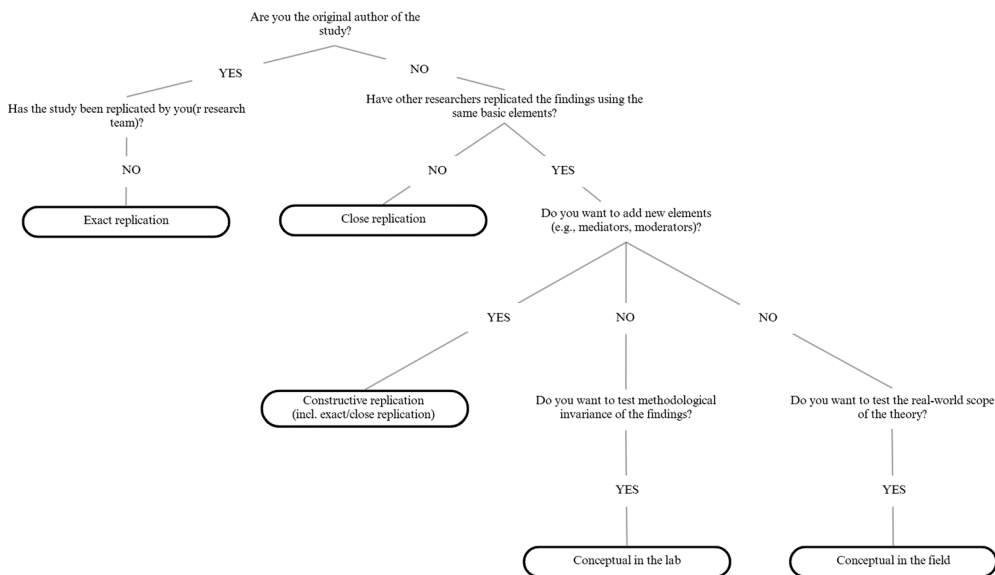 Are you the original author of the
study?
YES
NO
Has the study been replicated by you(r research
team)?
Have other researchers replicated the findings using the
same basic elements?
NO
NO
YES
Exact replication
Close replication
Do you want to add new elements
(e.g., mediators, moderators)?
YES
NO
NO
Constructive replication
(incl. exact/close replication)
Do you want to test methodological
invariance of the findings?
Do you want to test the real-world scope
of the theory?
YES
YES
Conceptual in the lab
Conceptual in the field